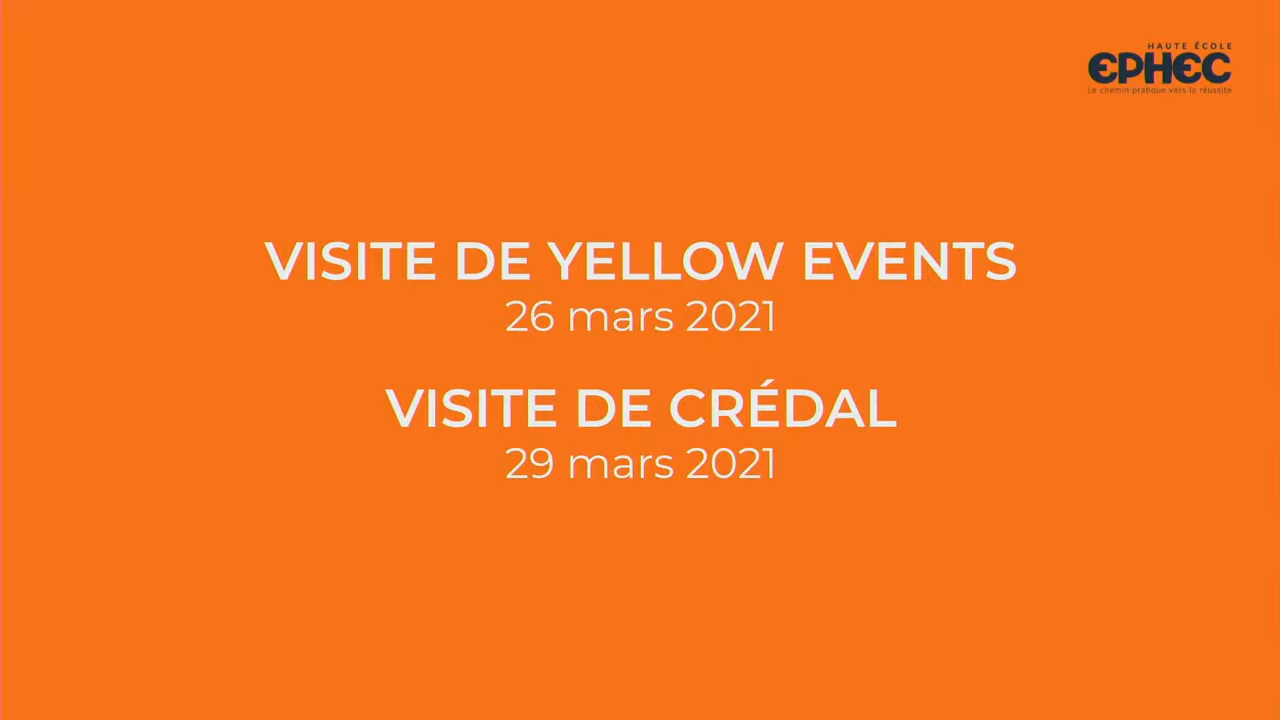 HAUTE ÉCOLE
EPHEC
Le chemin pratique vers la réussite
VISITE DE YELLOW EVENTS
26 mars 2021
VISITE DE CRÉDAL
29 mars 2021